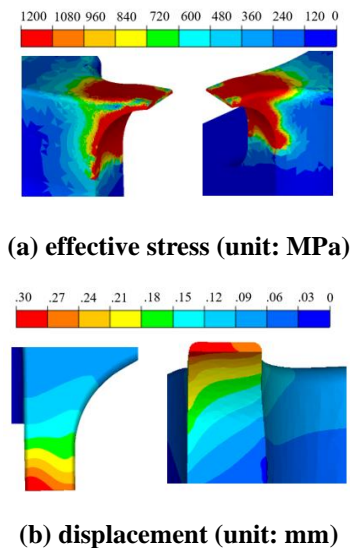 1200 1080 960 840 720 600 480 360 240 120 0
(a) effective stress (unit: MPa)
.30 .27 .24 .21 .18 .15 .12 .09 .06 .03 0
(b) displacement (unit: mm)